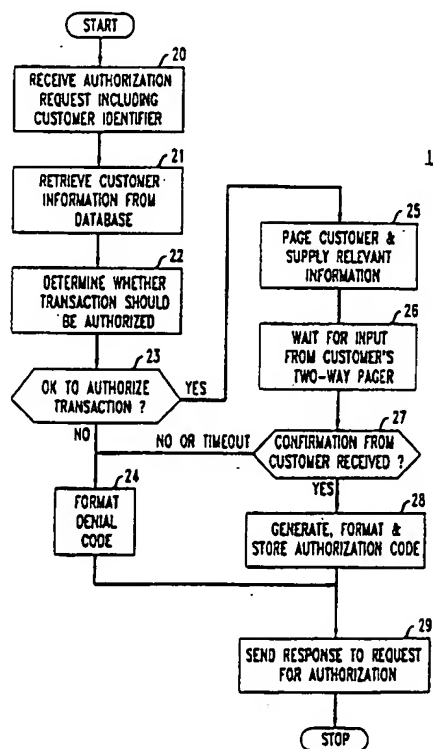 START
20
RECEIVE AUTHORIZATION
REQUEST INCLUDING
CUSTOMER IDENTIFIER
21
RETRIEVE CUSTOMER
INFORMATION FROM
DATABASE
22
DETERMINE WHETHER
TRANSACTION SHOULD
BE AUTHORIZED
23
OK TO AUTHORIZE
TRANSACTION ?
YES
NO
24
FORMAT
DENIAL
CODE
1
25
PAGE CUSTOMER &
SUPPLY RELEVANT
INFORMATION
26
WAIT FOR INPUT
FROM CUSTOMER'S
TWO-WAY PAGER
27
CONFIRMATION FROM
CUSTOMER RECEIVED ?
NO OR TIMEOUT
YES
28
GENERATE, FORMAT &
STORE AUTHORIZATION CODE
29
SEND RESPONSE TO REQUEST
FOR AUTHORIZATION
STOP